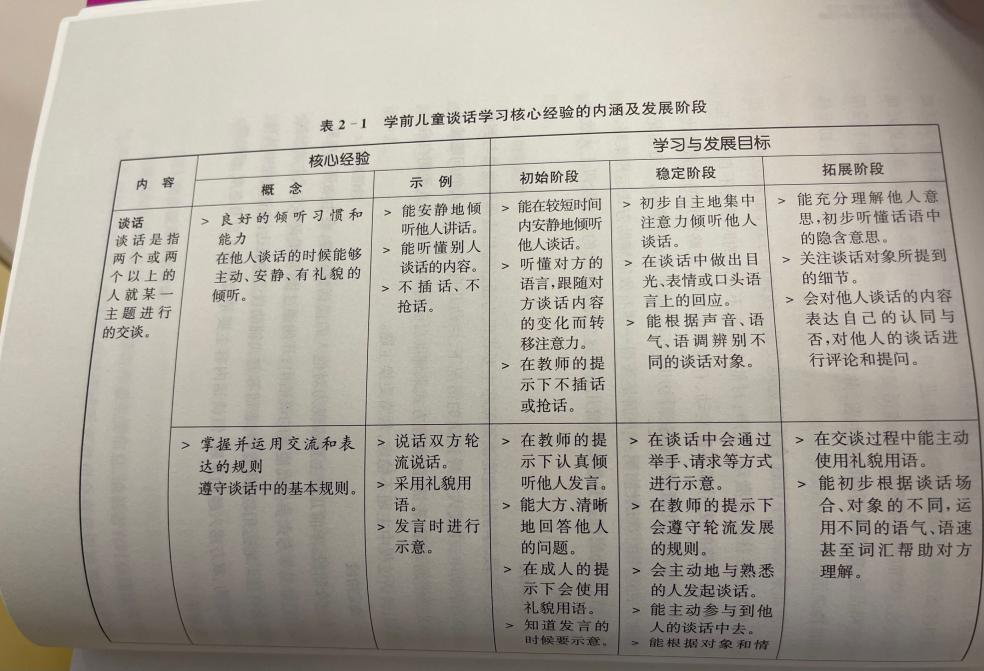 表2-1 学前儿童谈话学习核心经验的内涵及发展阶段
内 容
核心经验
学习与发展目标
概 念
示 例
初始阶段
稳定阶段
拓展阶段
谈话
谈话是指
两个或两
个以上的
人就某一
主题进行
的交谈。
> 良好的倾听习惯和
能力
在他人谈话的时候能够
主动、安静、有礼貌的
倾听。
> 能安静地倾
听他人讲话。
> 能听懂别人
谈话的内容。
> 不插话、不
抢话。
> 能在较短时间
内安静地倾听
他人谈话。
> 听懂对方的
语言,跟随对
方谈话内容
的变化而转
移注意力。
> 在教师的提
示下不插话
或抢话。
> 初步自主地集中
注意力倾听他人
谈话。
> 在谈话中做出目
光、表情或口头语
言上的回应。
> 能根据声音、语
气、语调辨别不
同的谈话对象。
> 能充分理解他人意
思,初步听懂话语中
的隐含意思。
> 关注谈话对象所提到
的细节。
> 会对他人谈话的内容
表达自己的认同与
否,对他人的谈话进
行评论和提问。
> 掌握并运用交流和表
达的规则
遵守谈话中的基本规则。
> 说话双方轮
流说话。
> 采用礼貌用
语。
> 发言时进行
示意。
> 在教师的提
示下认真倾
听他人发言。
> 能大方、清晰
地回答他人
的问题。
> 在成人的提
示下会使用
礼貌用语。
> 知道发言的
时候要示意。
> 在谈话中会通过
举手、请求等方式
进行示意。
> 在教师的提示下
会遵守轮流发展
的规则。
> 会主动地与熟悉
的人发起谈话。
> 能主动参与到他
人的谈话中去。
> 能根据对象和情
> 在交谈过程中能主动
使用礼貌用语。
> 能初步根据谈话场
合、对象的不同,运
用不同的语气、语速
甚至词汇帮助对方
理解。